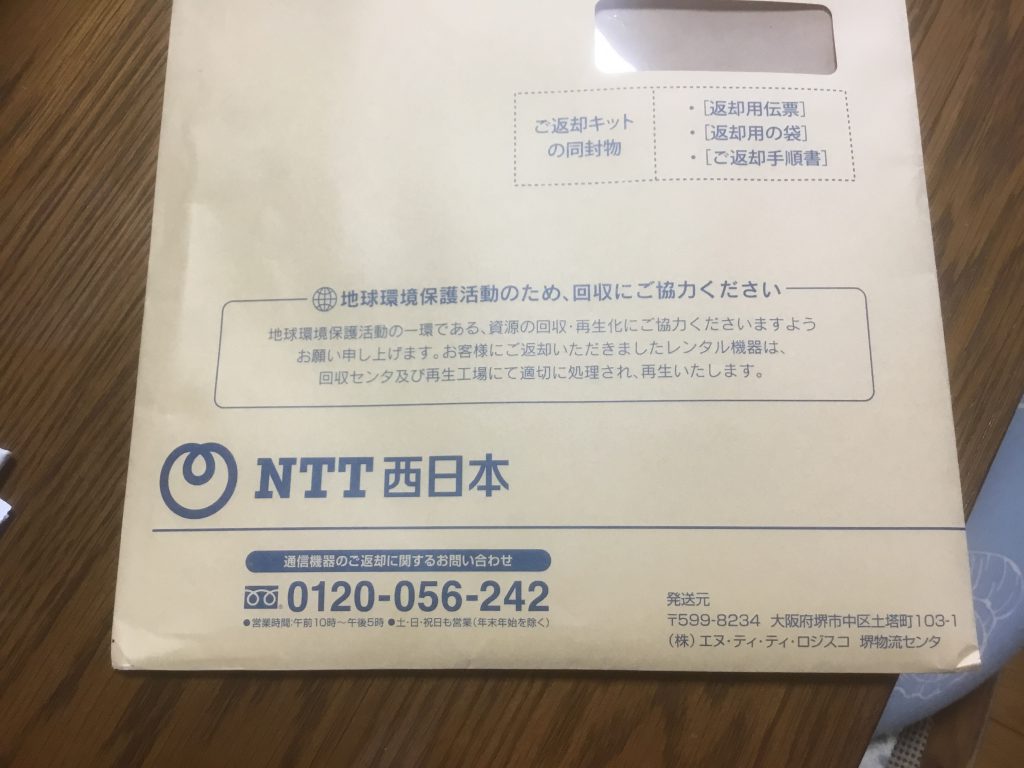 ご返却キット
の同封物
・[返却用伝票]
・[返却用の袋]
・[ご返却手順書]
地球環境保護活動のため、回収にご協力ください
地球環境保護活動の一環である、資源の回収・再生化にご協力くださいますよう
お願い申し上げます。お客様にご返却いただきましたレンタル機器は、
回収センタ及び再生工場にて適切に処理され、再生いたします。
NTT西日本
通信機器のご返却に関するお問い合わせ
0120-056-242
●営業時間:午前10時～午後5時 ●土・日・祝日も営業(年末年始を除く)
発送元
〒599-8234 大阪府堺市中区土塔町103-1
(株)エヌ・ティ・ティ・ロジスコ 堺物流センタ